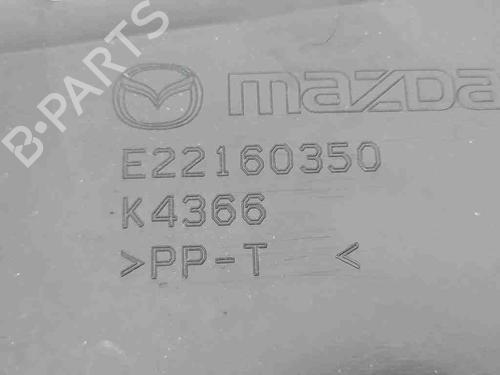 B-PARTS
mazda
E22160350
K4366
>PP-T <